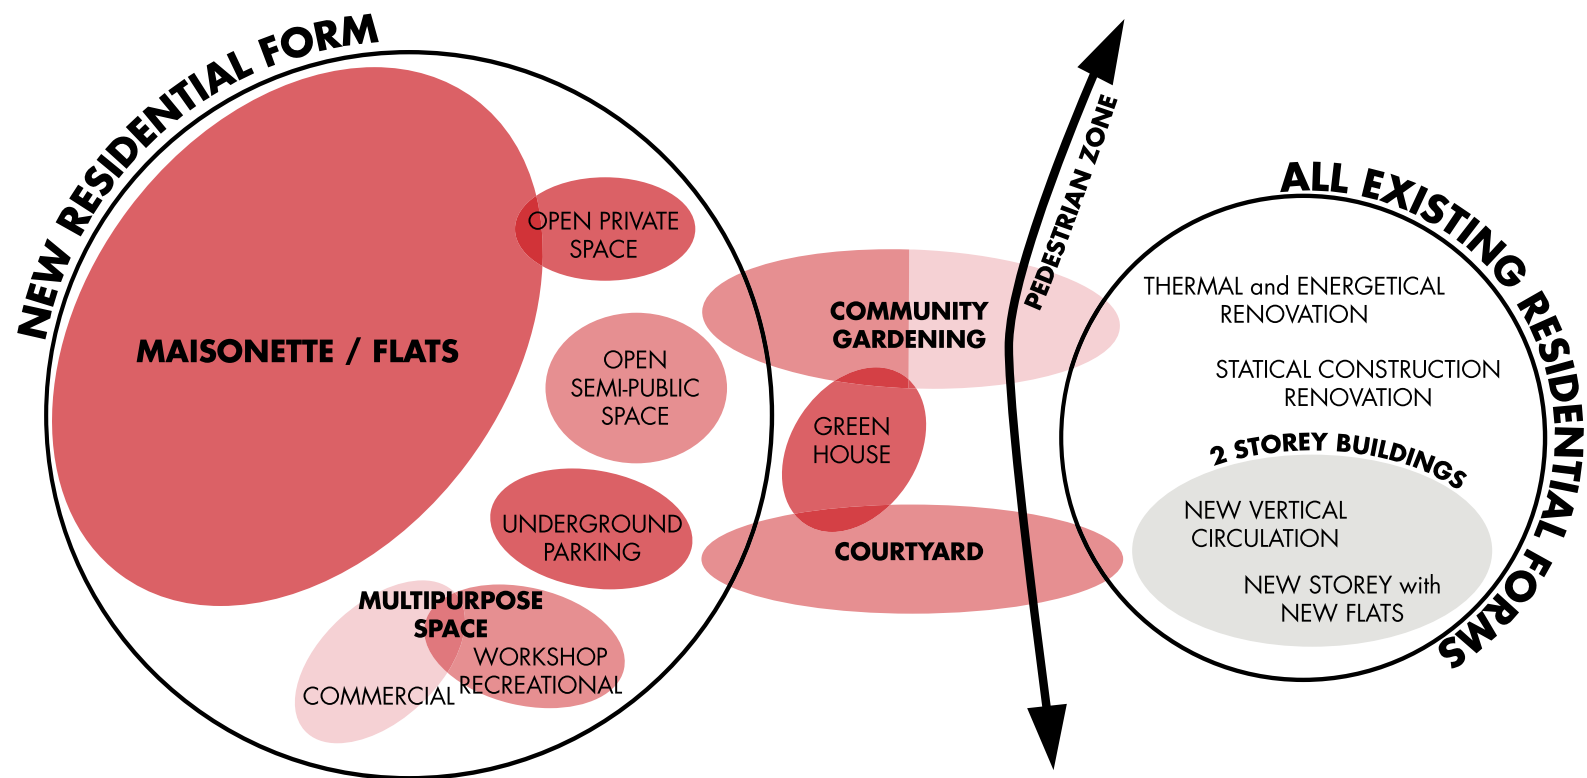 NEW RESIDENTIAL FORM
MAISONETTE / FLATS
OPEN PRIVATE
SPACE
OPEN
SEMI-PUBLIC
SPACE
UNDERGROUND
PARKING
MULTIPURPOSE
SPACE
WORKSHOP
RECREATIONAL
COMMERCIAL
COMMUNITY
GARDENING
GREEN
HOUSE
COURTYARD
PEDESTRIAN ZONE
ALL EXISTING RESIDENTIAL FORMS
THERMAL and ENERGETICAL
RENOVATION
STATICAL CONSTRUCTION
RENOVATION
2 STOREY BUILDINGS
NEW VERTICAL
CIRCULATION
NEW STOREY with
NEW FLATS